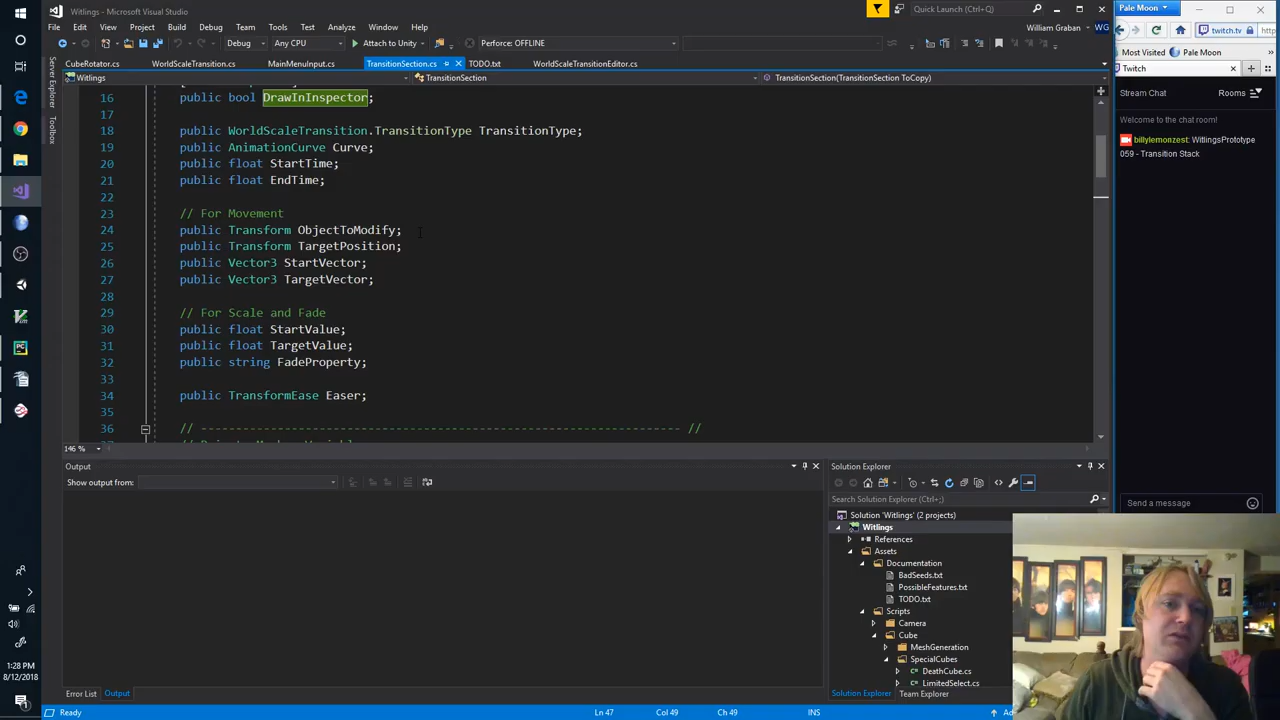 Witlings - Microsoft Visual Studio
Quick Launch (Ctrl+Q)
Pale Moon
File Edit View Project Build Debug Team Tools Test Analyze Window Help
William Graban WG
Debug Any CPU Attach to Unity Perforce: OFFLINE
twitch.tv
Most Visited Pale Moon
CubeRotator.cs WorldScaleTransition.cs MainMenuInput.cs TransitionSection.cs TODO.txt WorldScaleTransitionEditor.cs
Twitch
Witlings TransitionSection TransitionSection(TransitionSection ToCopy)
Stream Chat Rooms
Welcome to the chat room!
billylemonzest: WitlingsPrototype
059 - Transition Stack
Server Explorer
Toolbox
16 public bool DrawInInspector;
17
18 public WorldScaleTransition.TransitionType TransitionType;
19 public AnimationCurve Curve;
20 public float StartTime;
21 public float EndTime;
22
23 // For Movement
24 public Transform ObjectToModify;
25 public Transform TargetPosition;
26 public Vector3 StartVector;
27 public Vector3 TargetVector;
28
29 // For Scale and Fade
30 public float StartValue;
31 public float TargetValue;
32 public string FadeProperty;
33
34 public TransformEase Easer;
35
36 // --------------------------------------------------------------------- //
146 %
Output
Show output from:
Solution Explorer
Search Solution Explorer (Ctrl+;)
Solution 'Witlings' (2 projects)
Witlings
References
Assets
Documentation
BadSeeds.txt
PossibleFeatures.txt
TODO.txt
Scripts
Camera
Cube
MeshGeneration
SpecialCubes
DeathCube.cs
LimitedSelect.cs
Send a message
Error List Output
Solution Explorer Team Explorer
Ready Ln 47 Col 49 Ch 49 INS
1:28 PM
8/12/2018